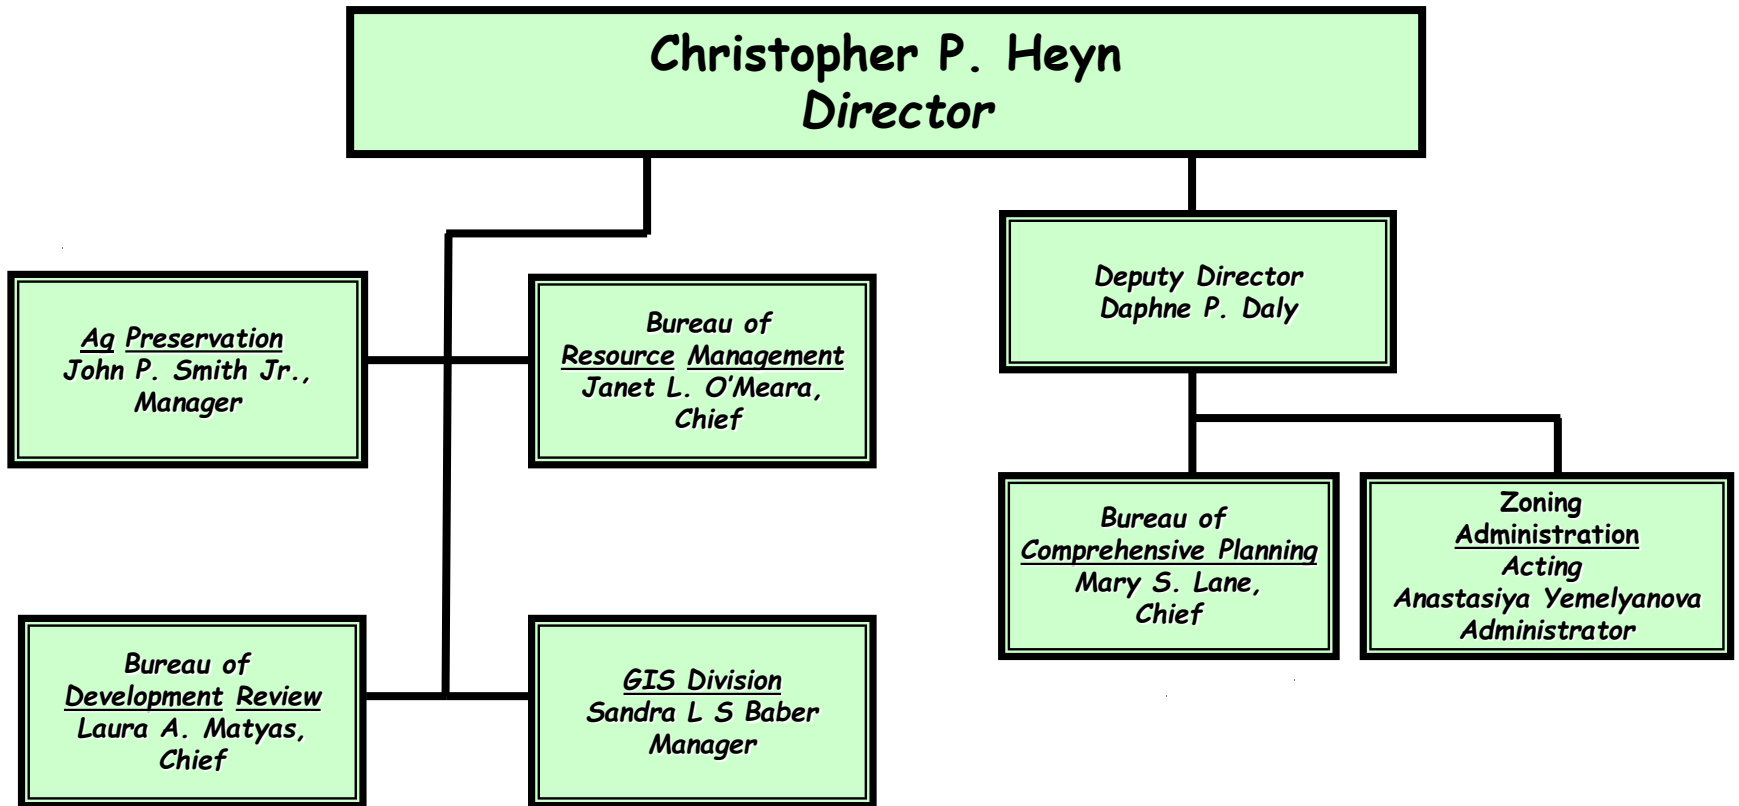 Christopher P. Heyn
Director
Deputy Director
Daphne P. Daly
Ag Preservation
John P. Smith Jr.,
Manager
Bureau of
Resource Management
Janet L. O’Meara,
Chief
Bureau of
Comprehensive Planning
Mary S. Lane,
Chief
Zoning
Administration
Acting
Anastasiya Yemelyanova
Administrator
Bureau of
Development Review
Laura A. Matyas,
Chief
GIS Division
Sandra L S Baber
Manager